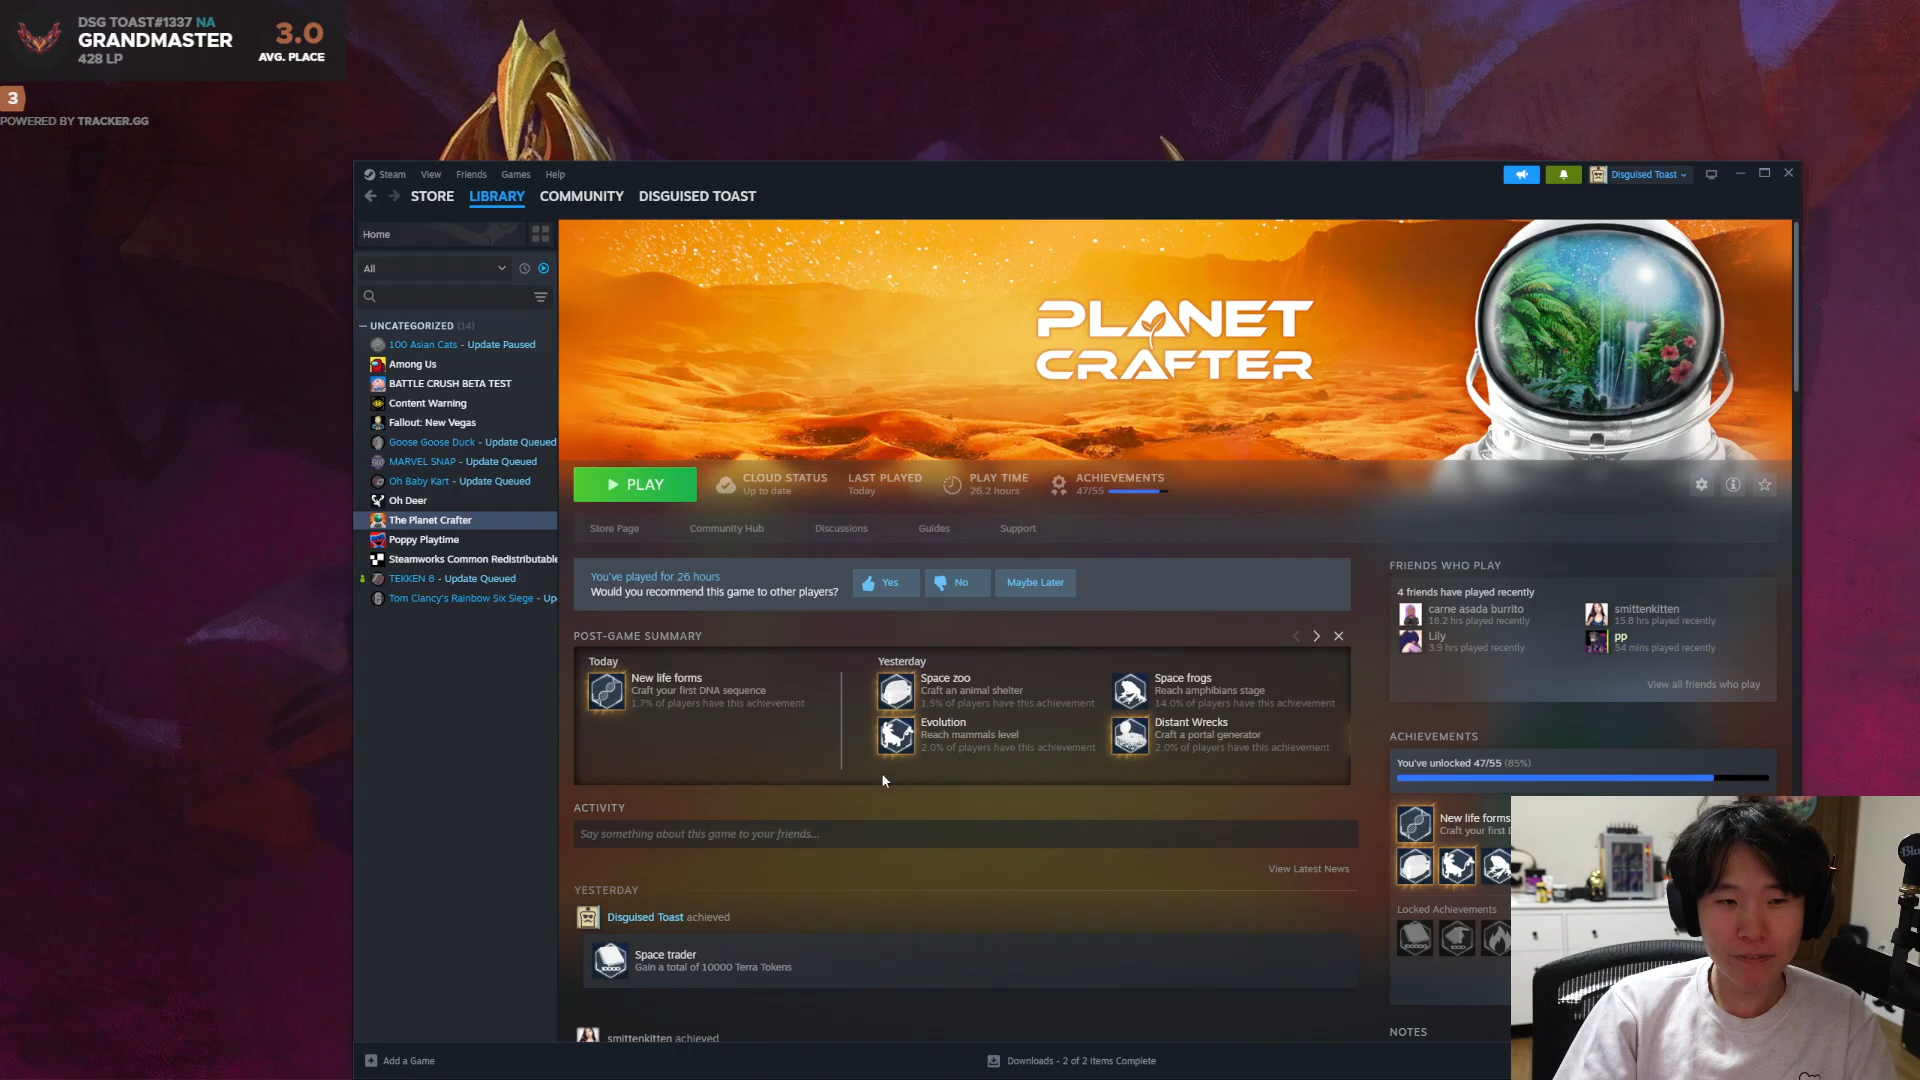 DSG TOAST#1337 NA
GRANDMASTER
428 LP
3.0
AVG. PLACE
3
POWERED BY TRACKER.GG
Steam View Friends Games Help
Disguised Toast
STORE LIBRARY COMMUNITY DISGUISED TOAST
Home
All
UNCATEGORIZED (14)
100 Asian Cats - Update Paused
Among Us
BATTLE CRUSH BETA TEST
Content Warning
Fallout: New Vegas
Goose Goose Duck - Update Queued
MARVEL SNAP - Update Queued
Oh Baby Kart - Update Queued
Oh Deer
The Planet Crafter
Poppy Playtime
Steamworks Common Redistributable
TEKKEN 8 - Update Queued
Tom Clancy's Rainbow Six Siege - Up
PLANET
CRAFTER
PLAY
CLOUD STATUS
Up to date
LAST PLAYED
Today
PLAY TIME
26.2 hours
ACHIEVEMENTS
47/55
Store Page Community Hub Discussions Guides Support
You've played for 26 hours
Would you recommend this game to other players?
Yes No Maybe Later
POST-GAME SUMMARY
Today
New life forms
Craft your first DNA sequence
1.7% of players have this achievement
Yesterday
Space zoo
Craft an animal shelter
1.5% of players have this achievement
Space frogs
Reach amphibians stage
14.0% of players have this achievement
Evolution
Reach mammals level
2.0% of players have this achievement
Distant Wrecks
Craft a portal generator
2.0% of players have this achievement
ACTIVITY
Say something about this game to your friends...
View Latest News
YESTERDAY
Disguised Toast achieved
10000
Space trader
Gain a total of 10000 Terra Tokens
smittenkitten achieved
FRIENDS WHO PLAY
4 friends have played recently
carne asada burrito
18.2 hrs played recently
smittenkitten
15.8 hrs played recently
Lily
3.9 hrs played recently
pp
54 mins played recently
View all friends who play
ACHIEVEMENTS
You've unlocked 47/55 (85%)
New life forms
Craft your first
Locked Achievements
NOTES
Add a Game
Downloads - 2 of 2 Items Complete